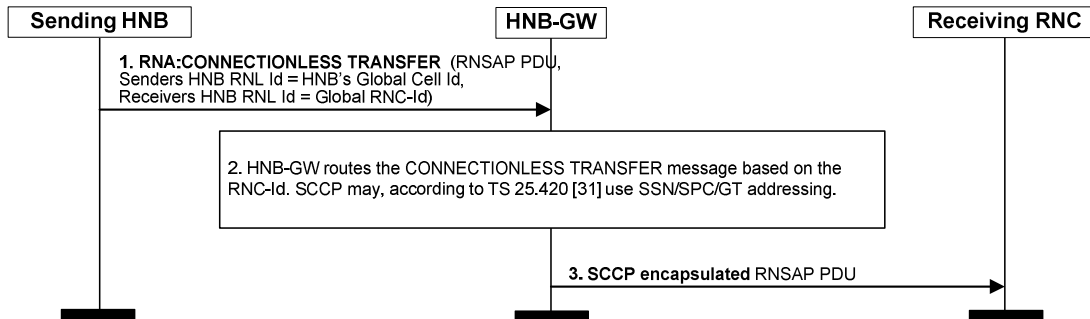 Sending HNB
HNB-GW
Receiving RNC
1. RNA:CONNECTIONLESS TRANSFER (RNSAP PDU,
Senders HNB RNL Id = HNB's Global Cell Id,
Receivers HNB RNL Id = Global RNC-Id)
2. HNB-GW routes the CONNECTIONLESS TRANSFER message based on the
RNC-Id. SCCP may, according to TS 25.420 [31] use SSN/SPC/GT addressing.
3. SCCP encapsulated RNSAP PDU